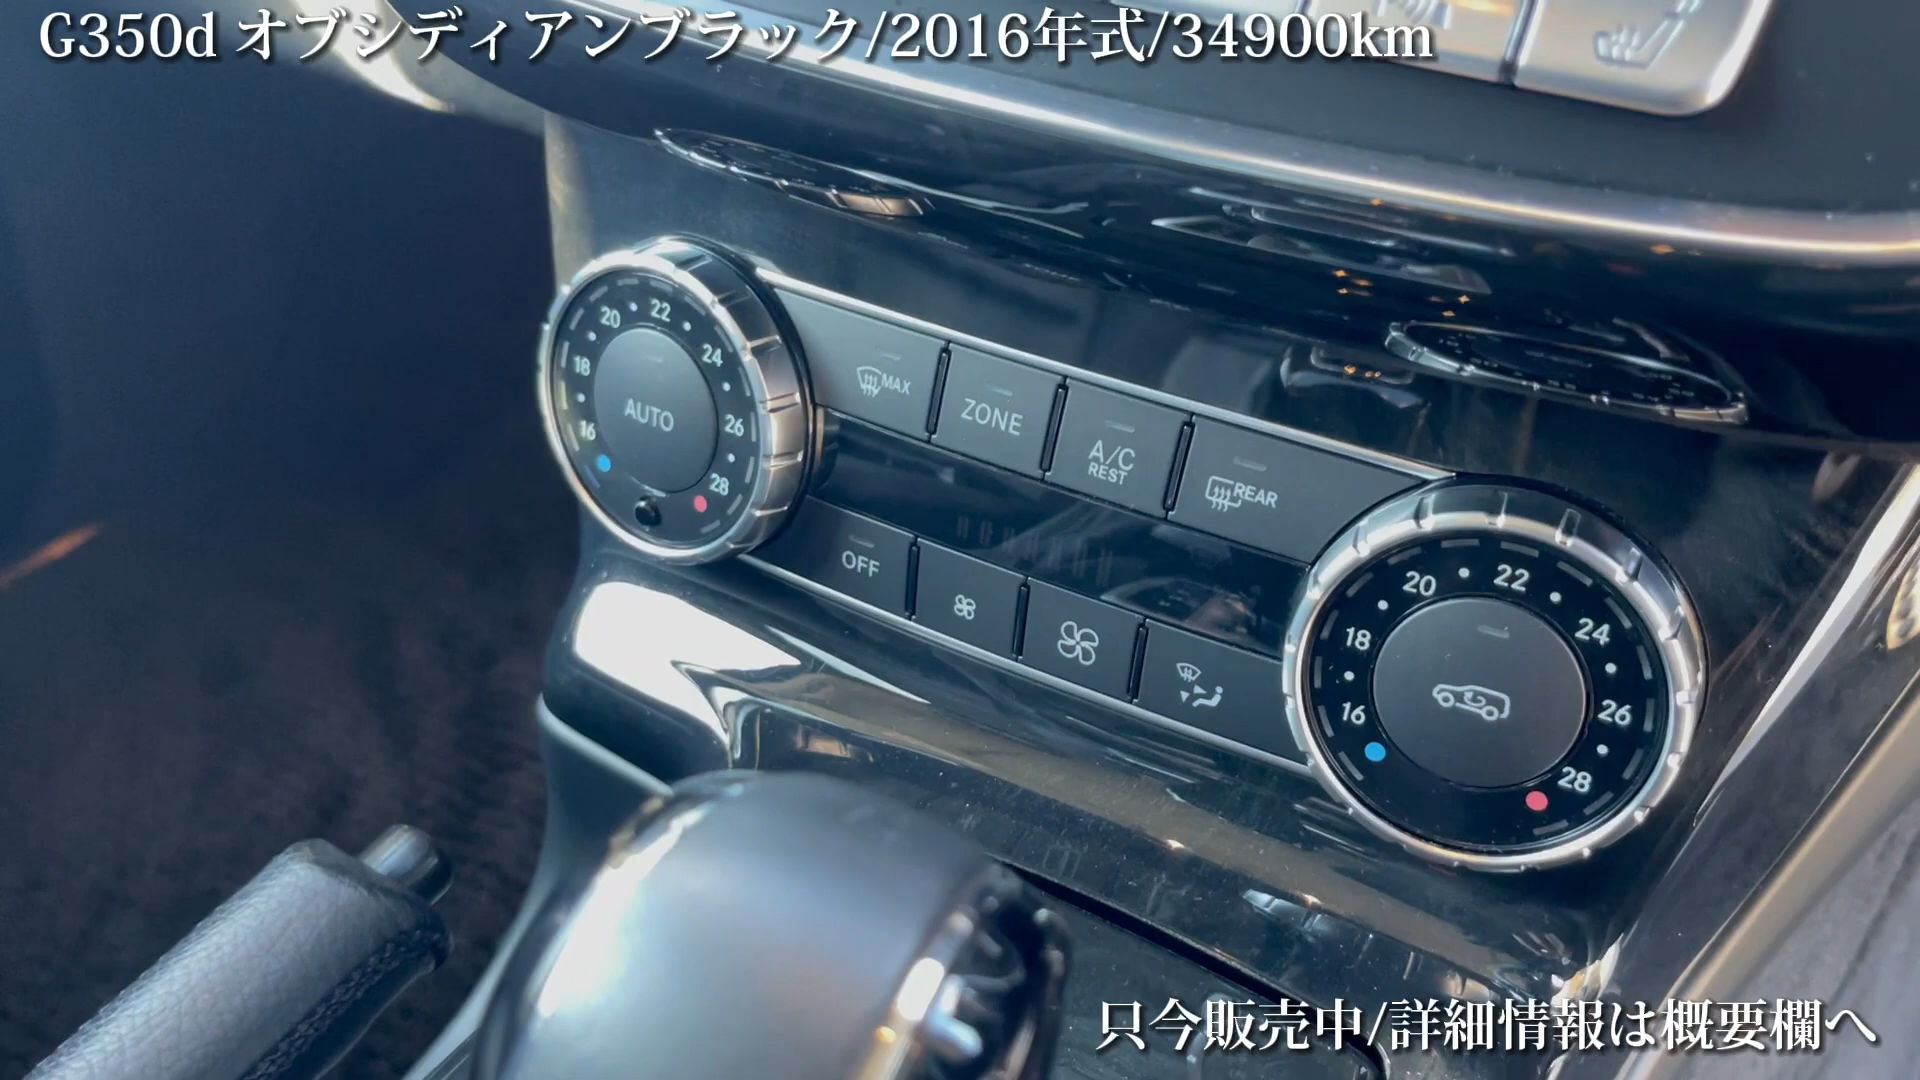 G350d オブシディアンブラック/2016年式/34900km
20 22
18 24
AUTO
16 26
28
MAX
ZONE
A/C
REST
REAR
OFF
20 22
18 24
16 26
28
只今販売中/詳細情報は概要欄へ